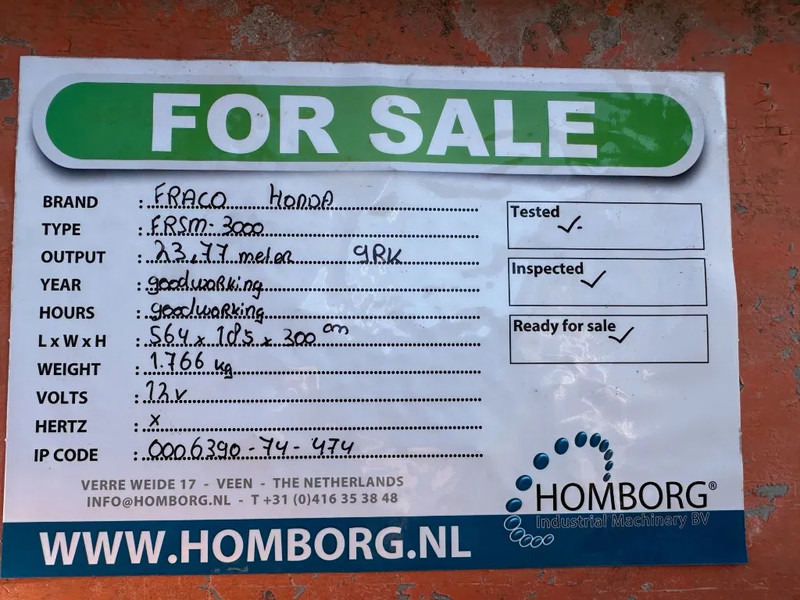 FOR SALE
BRAND : FRACO HONDA
TYPE : FRSM-3000
OUTPUT : 23,77 meter 9RK
YEAR : goodworking
HOURS : goodworking
L x W x H : 564 x 185 x 300 cm
WEIGHT : 1.766 kg
VOLTS : 12v
HERTZ : x
IP CODE : 0006390-74-474
Tested ✓-
Inspected ✓
Ready for sale ✓
VERRE WEIDE 17 - VEEN - THE NETHERLANDS
INFO@HOMBORG.NL - T +31 (0)416 35 38 48
HOMBORG®
Industrial Machinery BV
WWW.HOMBORG.NL